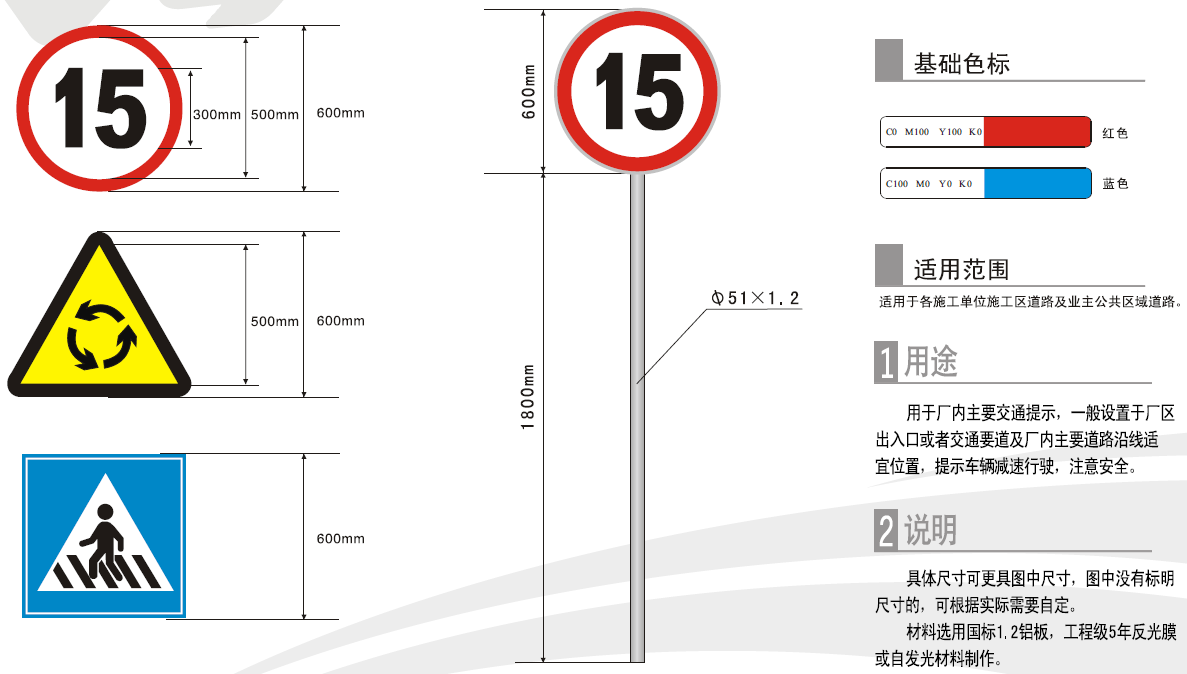 15
300mm
500mm
600mm
500mm
600mm
600mm
600mm
15
1800mm
Φ51×1.2
基础色标
C0 M100 Y100 K0
红色
C100 M0 Y0 K0
蓝色
适用范围
适用于各施工单位施工区道路及业主公共区域道路。
1 用途
用于厂内主要交通提示，一般设置于厂区
出入口或者交通要道及厂内主要道路沿线适
宜位置，提示车辆减速行驶，注意安全。
2 说明
具体尺寸可更具图中尺寸，图中没有标明
尺寸的，可根据实际需要自定。
材料选用国标1.2铝板，工程级5年反光膜
或自发光材料制作。